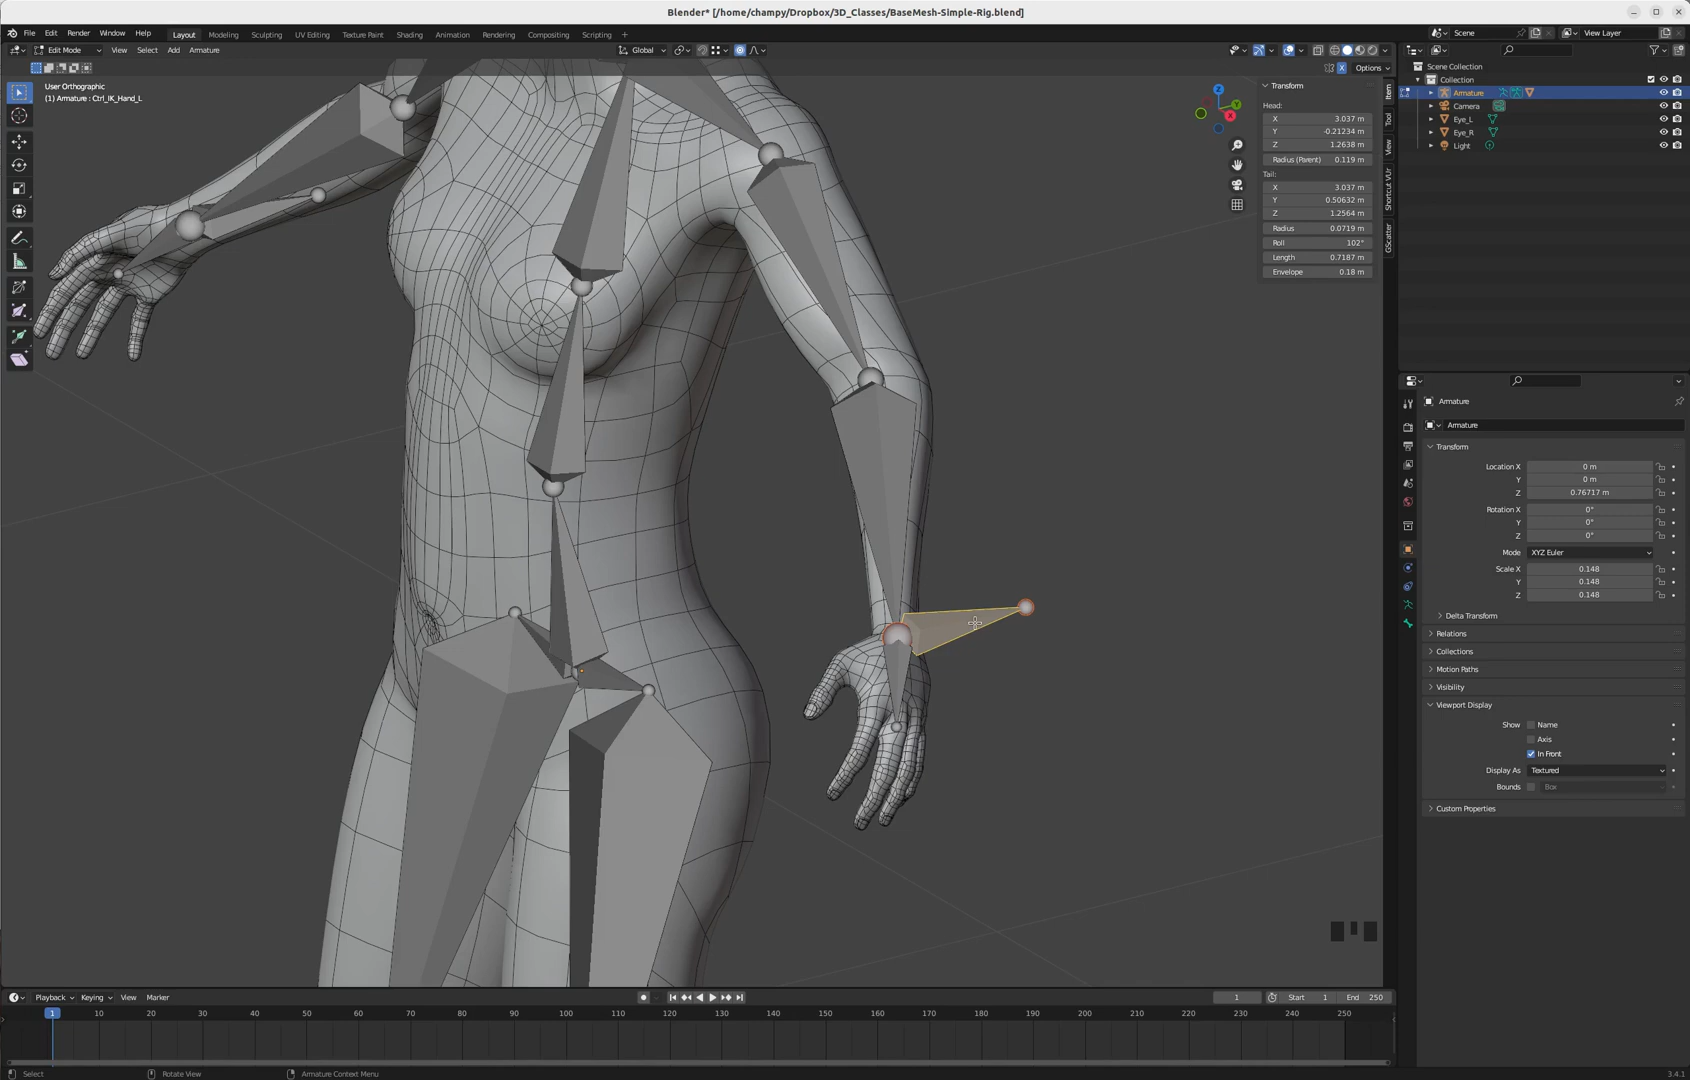 Blender* [/home/champy/Dropbox/3D_Classes/BaseMesh-Simple-Rig.blend]
File Edit Render Window Help Layout Modeling Sculpting UV Editing Texture Paint Shading Animation Rendering Compositing Scripting + Scene View Layer
Edit Mode View Select Add Armature Global
X Options
User Orthographic
(1) Armature : Ctrl_IK_Hand_L
Z
Y
X
Transform
Head:
X 3.037 m
Y -0.21234 m
Z 1.2638 m
Radius (Parent) 0.119 m
Tail:
X 3.037 m
Y 0.50632 m
Z 1.2564 m
Radius 0.0719 m
Roll 102°
Length 0.7187 m
Envelope 0.18 m
Item
Tool
View
Shortcut VUr
GScatter
Scene Collection
Collection
Armature
Camera
Eye_L
Eye_R
Light
Armature
Armature
Transform
Location X 0 m
Y 0 m
Z 0.76717 m
Rotation X 0°
Y 0°
Z 0°
Mode XYZ Euler
Scale X 0.148
Y 0.148
Z 0.148
Delta Transform
Relations
Collections
Motion Paths
Visibility
Viewport Display
Show Name
Axis
In Front
Display As Textured
Bounds Box
Custom Properties
Playback Keying View Marker 1 Start 1 End 250
1 10 20 30 40 50 60 70 80 90 100 110 120 130 140 150 160 170 180 190 200 210 220 230 240 250
Select Rotate View Armature Context Menu 3.4.1